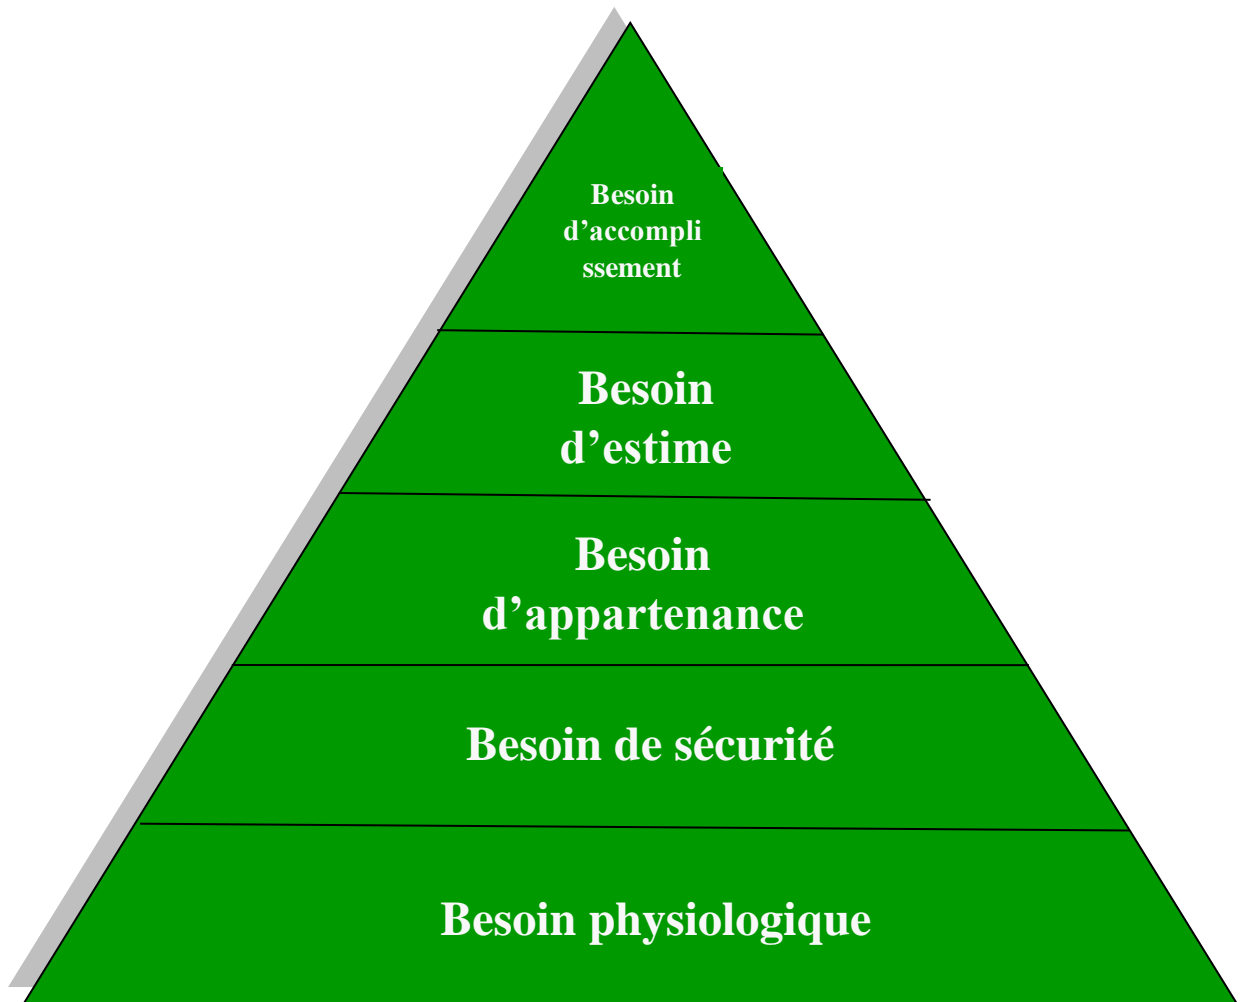 Besoin
d’accompli
ssement
Besoin
d’estime
Besoin
d’appartenance
Besoin de sécurité
Besoin physiologique